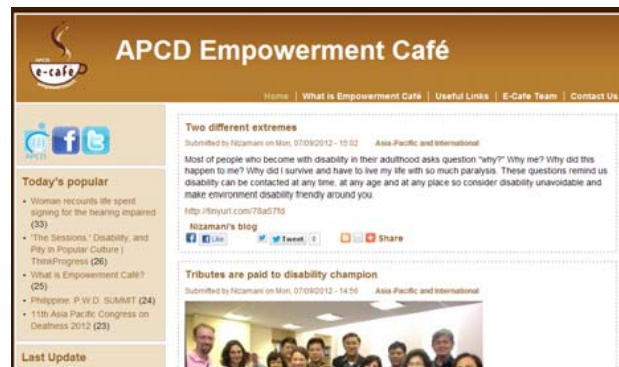 APCD
e-cafe
APCD Empowerment Café
Home | What is Empowerment Café | Useful Links | E-Cafe Team | Contact Us
APCD
Today's popular
• Woman recounts life spent
signing for the hearing impaired
(33)
• 'The Sessions,' Disability, and
Pity in Popular Culture |
ThinkProgress (26)
• What is Empowerment Café?
(25)
• Philippine: P.W.D. SUMMIT (24)
• 11th Asia Pacific Congress on
Deafness 2012 (23)
Last Update
Two different extremes
Submitted by Nizamani on Mon, 07/09/2012 - 15:02 Asia-Pacific and International
Most of people who become with disability in their adulthood asks question "why?" Why me? Why did this
happen to me? Why did I survive and have to live my life with so much paralysis. These questions remind us
disability can be contacted at any time, at any age and at any place so consider disability unavoidable and
make environment disability friendly around you.
Nizamani's blog
Like Tweet 0 Share
Tributes are paid to disability champion
Submitted by Nizamani on Mon, 07/09/2012 - 14:56 Asia-Pacific and International